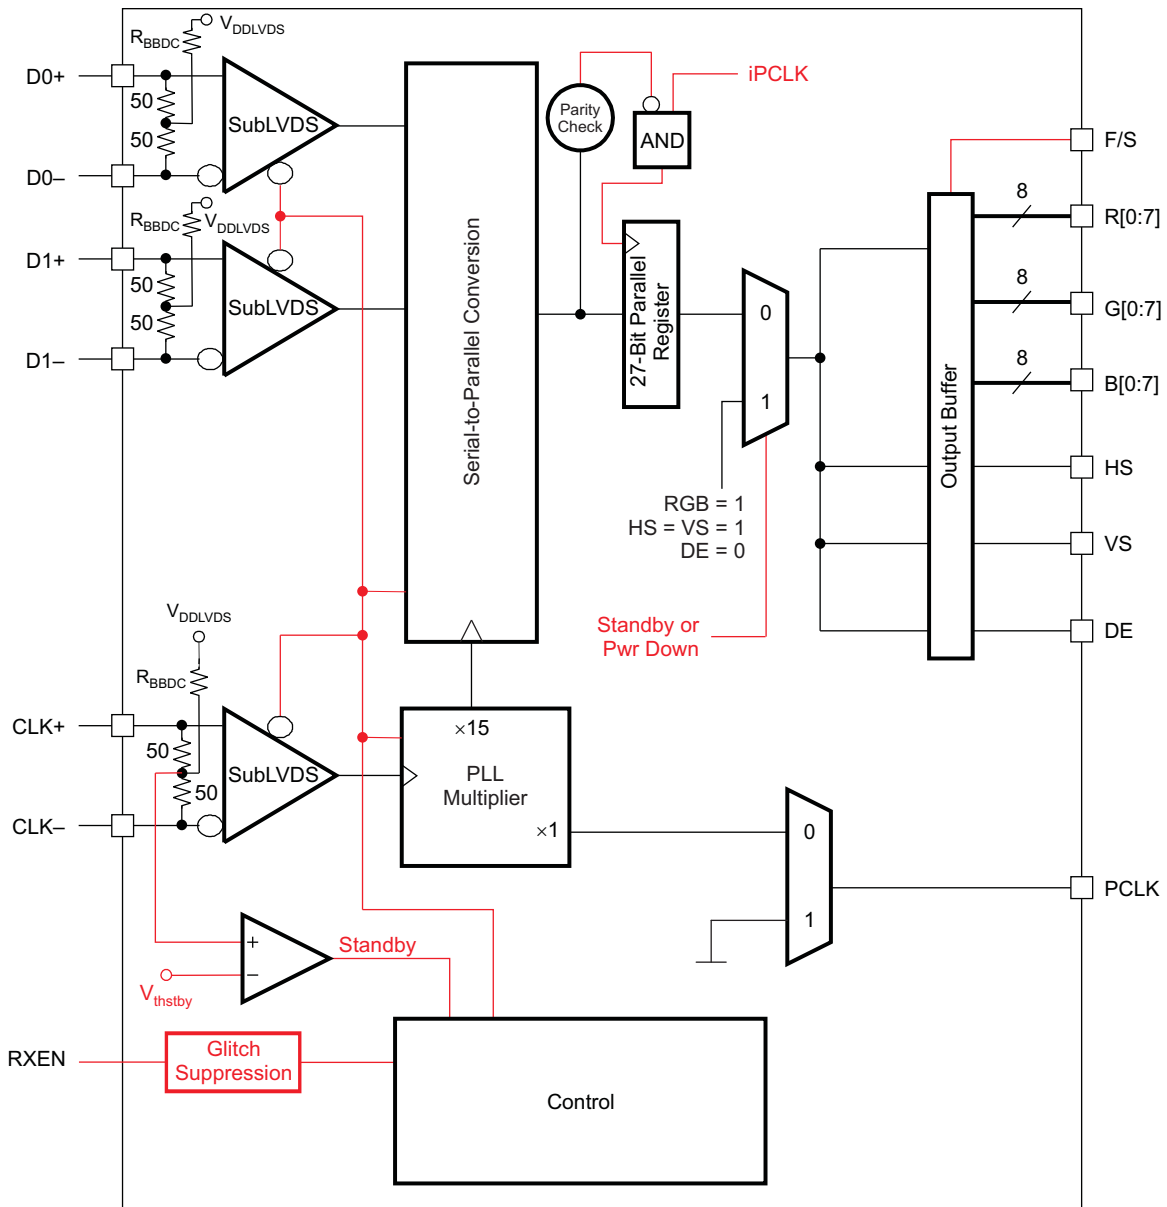 VDDLVDS
RBBDC
D0+
50
50
SubLVDS
D0–
RBBDC
VDDLVDS
D1+
50
50
SubLVDS
D1–
Serial-to-Parallel Conversion
Parity
Check
iPCLK
AND
27-Bit Parallel
Register
0
1
RGB = 1
HS = VS = 1
DE = 0
Standby or
Pwr Down
Output Buffer
F/S
8
R[0:7]
8
G[0:7]
8
B[0:7]
HS
VS
DE
VDDLVDS
RBBDC
CLK+
50
50
SubLVDS
CLK–
×15
PLL
Multiplier
×1
0
1
PCLK
+
–
Standby
Vthstby
RXEN
Glitch
Suppression
Control